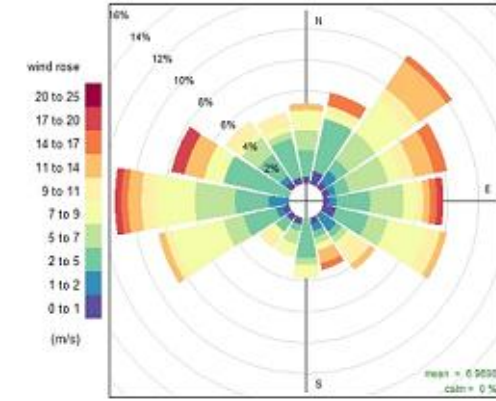 16%
N
14%
12%
wind rose
10%
20 to 25
8%
17 to 20
14 to 17
6%
11 to 14
4%
9 to 11
2%
7 to 9
E
5 to 7
2 to 5
1 to 2
0 to 1
(m/s)
mean =
S
calm = 0 %